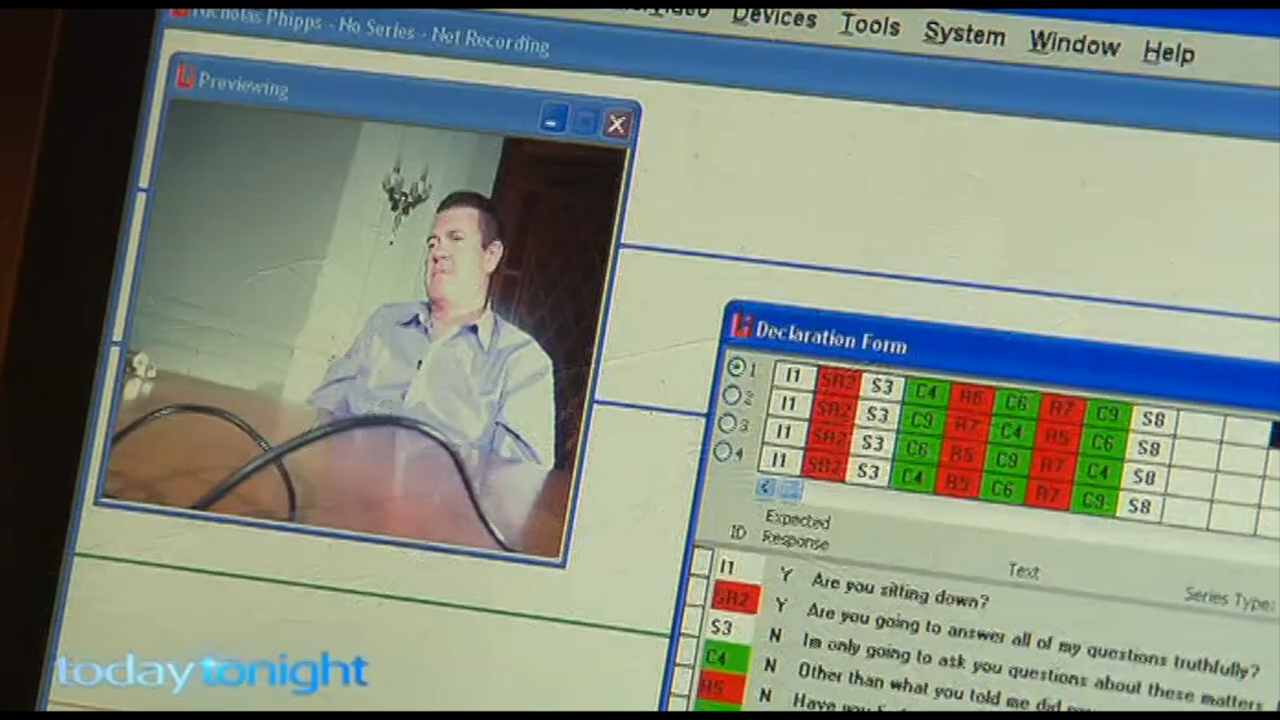 Video Devices Tools System Window Help
Nicholas Phipps - No Series - Not Recording
Previewing
Declaration Form
1 I1 SR2 S3 C4 R6 C6 R7 C9 S8
2 I1 SR2 S3 C9 R7 C4 R5 C6 S8
3 I1 SR2 S3 C6 R5 C9 R7 C4 S8
4 I1 SR2 S3 C4 R5 C6 R7 C9 S8
Expected
ID Response Text Series Type:
I1 Y Are you sitting down?
SR2 Y Are you going to answer all of my questions truthfully?
S3 N Im only going to ask you questions about these matters
C4 N Other than what you told me did
R5 N Have you
todaytonight